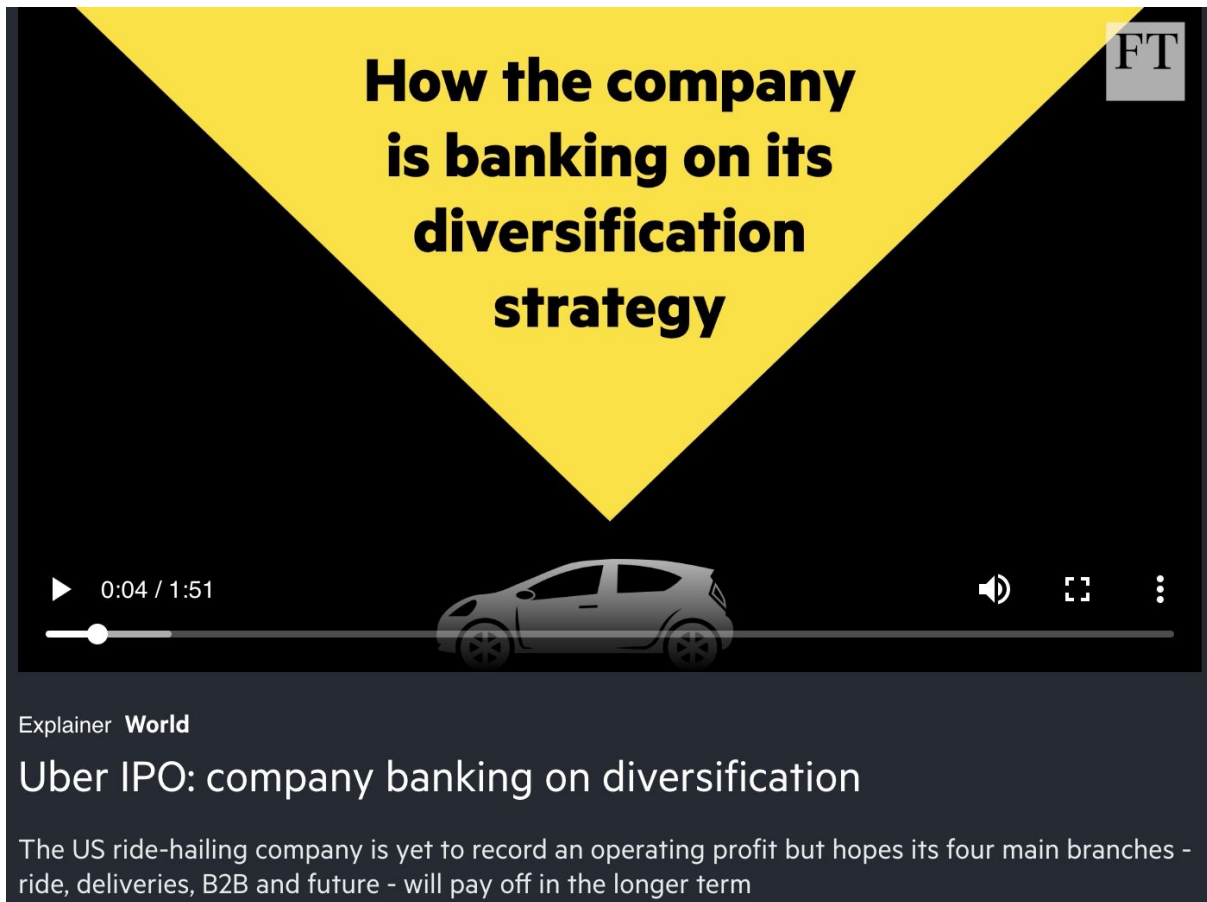 How the company
is banking on its
diversification
strategy
FT
0:04 / 1:51
Explainer World
Uber IPO: company banking on diversification
The US ride-hailing company is yet to record an operating profit but hopes its four main branches -
ride, deliveries, B2B and future - will pay off in the longer term